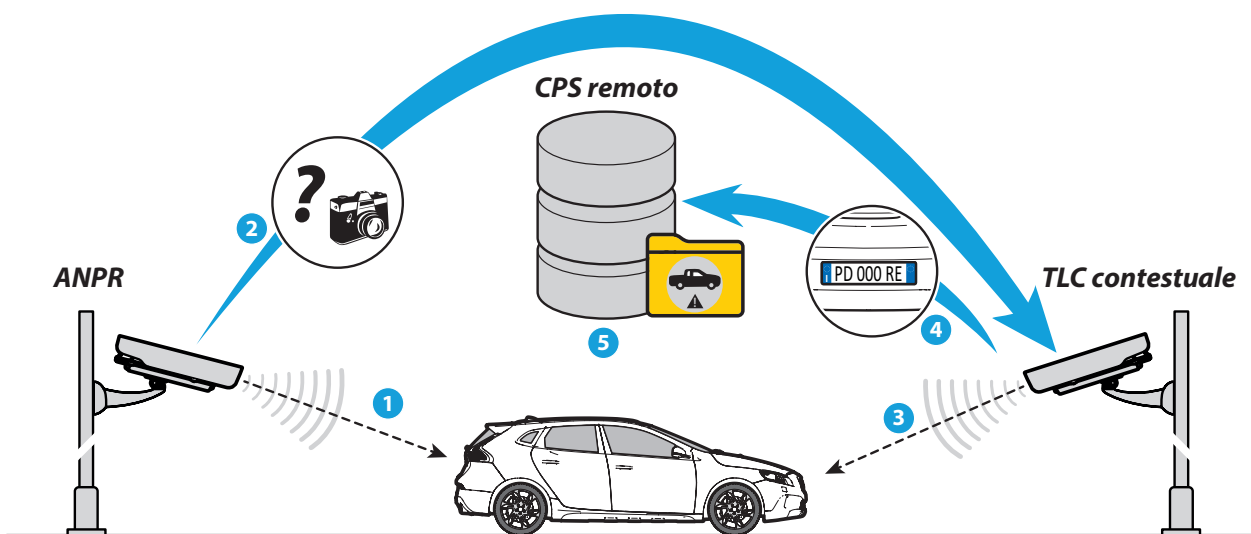 CPS remoto
?
2
ANPR
I PD 000 RE
TLC contestuale
4
5
1
3